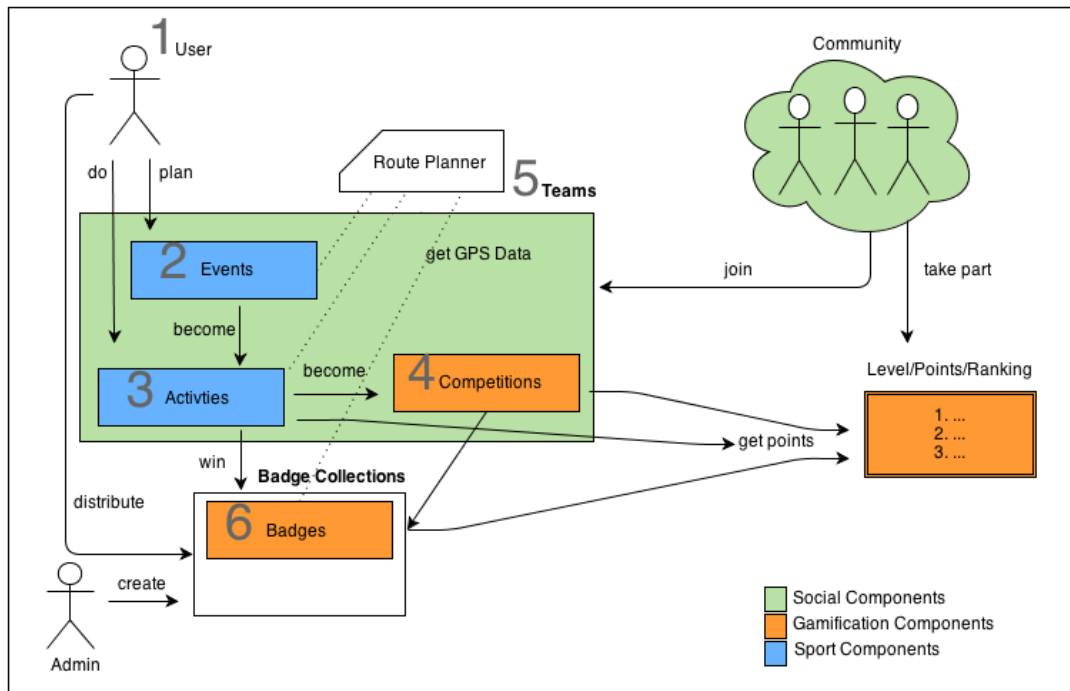 1 User
Community
Route Planner
5 Teams
do
plan
2 Events
get GPS Data
join
take part
become
3 Activties
become
4 Competitions
Level/Points/Ranking
1. ...
2. ...
3. ...
get points
win
Badge Collections
6 Badges
distribute
create
Admin
Social Components
Gamification Components
Sport Components